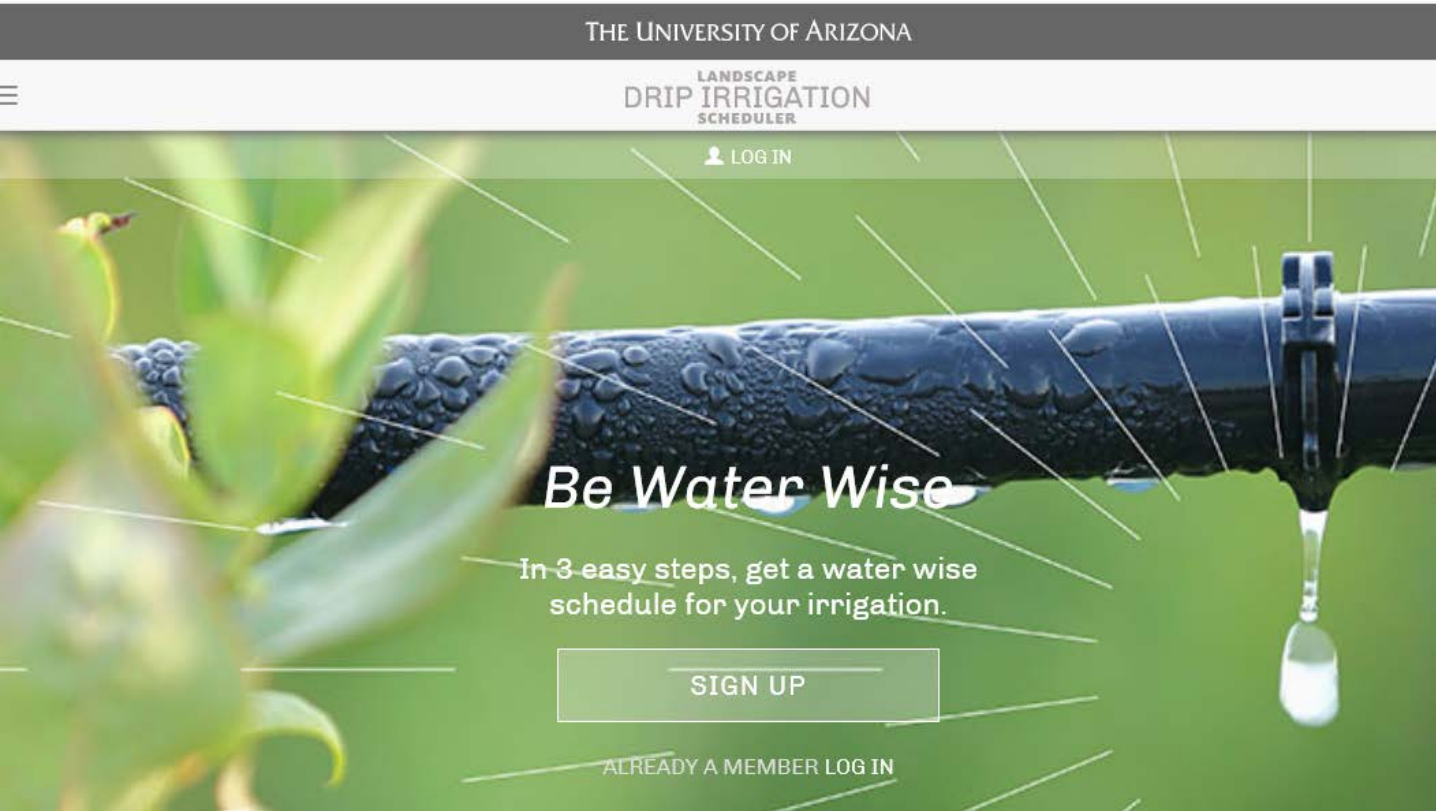 THE UNIVERSITY OF ARIZONA
LANDSCAPE
DRIP IRRIGATION
SCHEDULER
LOG IN
Be Water Wise
In 3 easy steps, get a water wise
schedule for your irrigation.
SIGN UP
ALREADY A MEMBER LOG IN